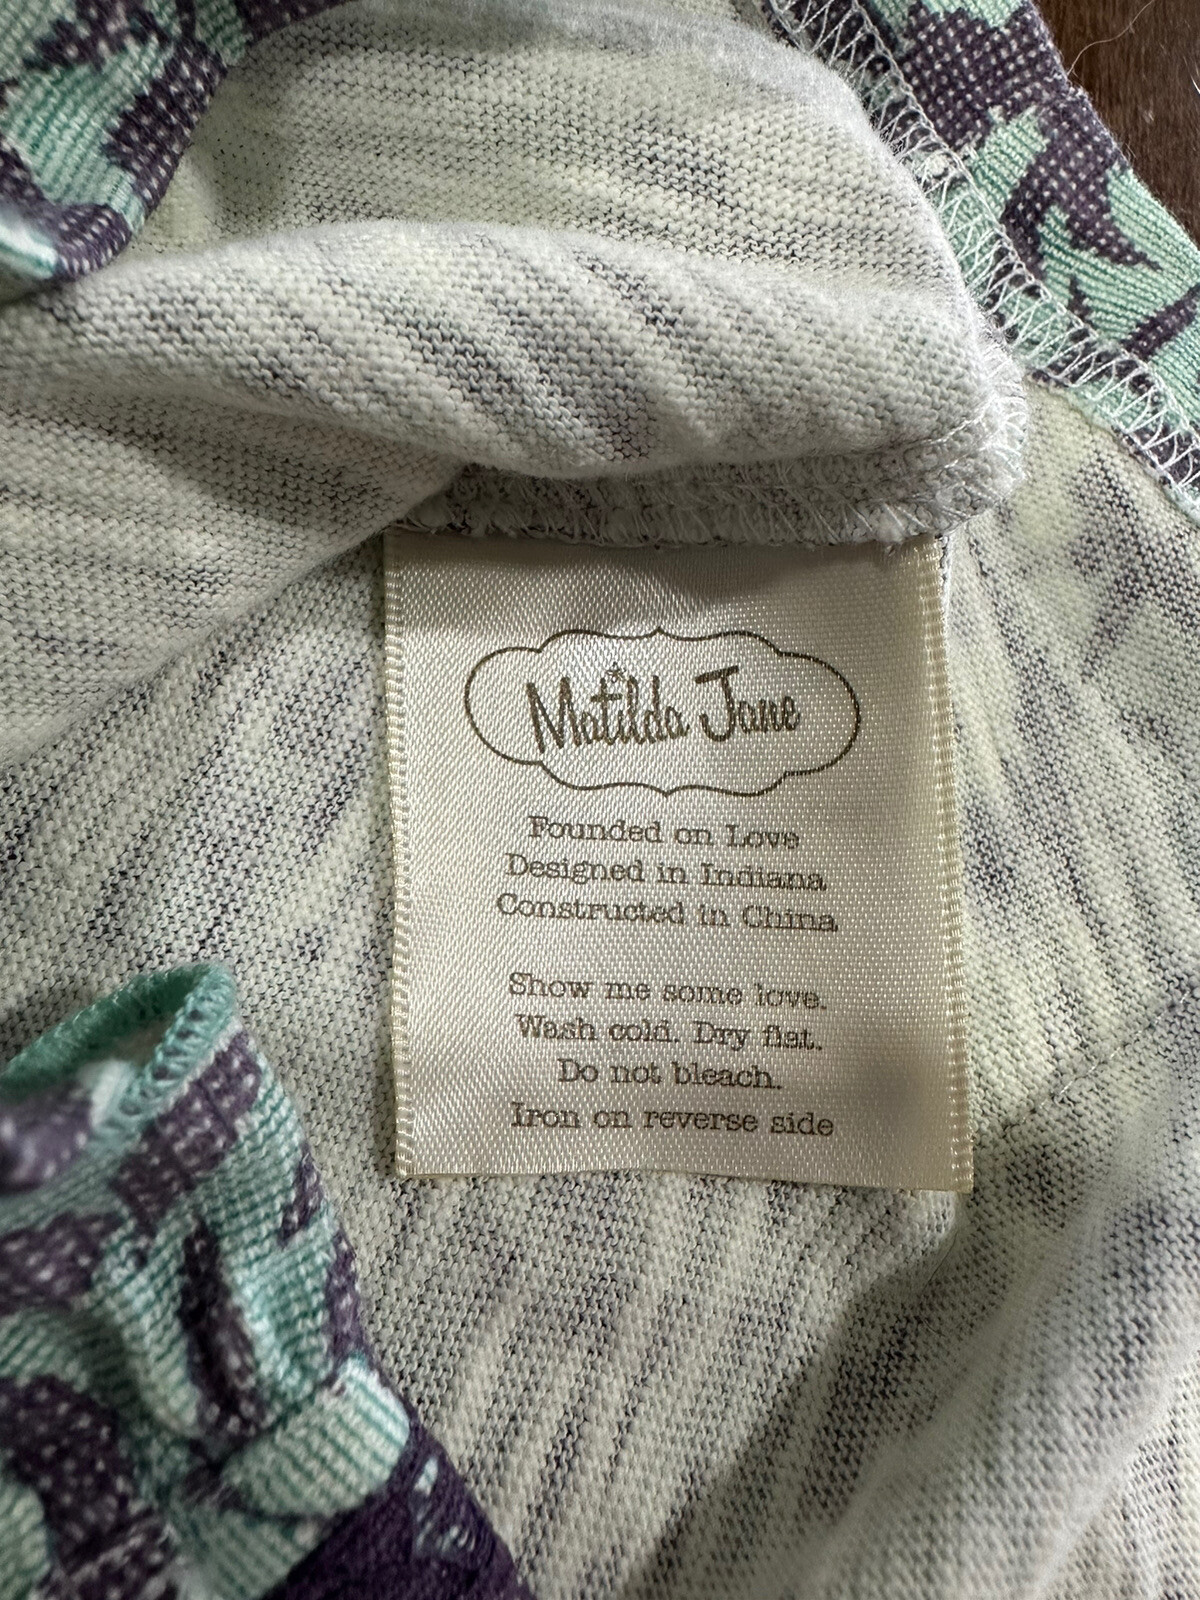 Matilda Jane
Founded on Love
Designed in Indiana
Constructed in China
Show me some love.
Wash cold. Dry flat.
Do not bleach.
Iron on reverse side